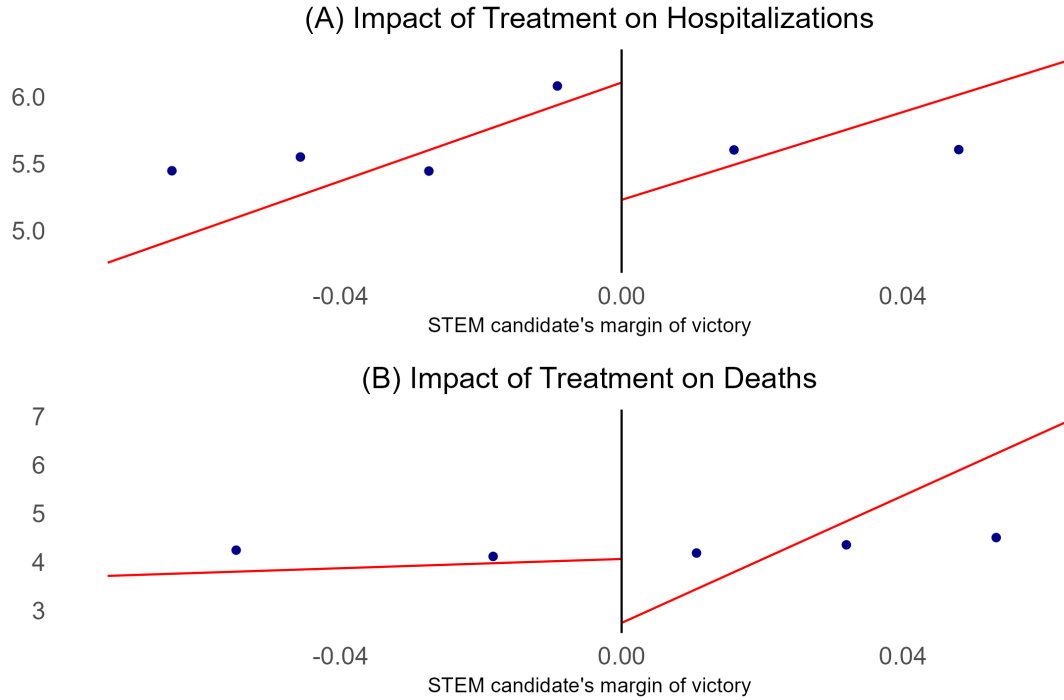 (A) Impact of Treatment on Hospitalizations
6.0
5.5
5.0
-0.04 0.00 0.04
STEM candidate's margin of victory
(B) Impact of Treatment on Deaths
7
6
5
4
3
-0.04 0.00 0.04
STEM candidate's margin of victory